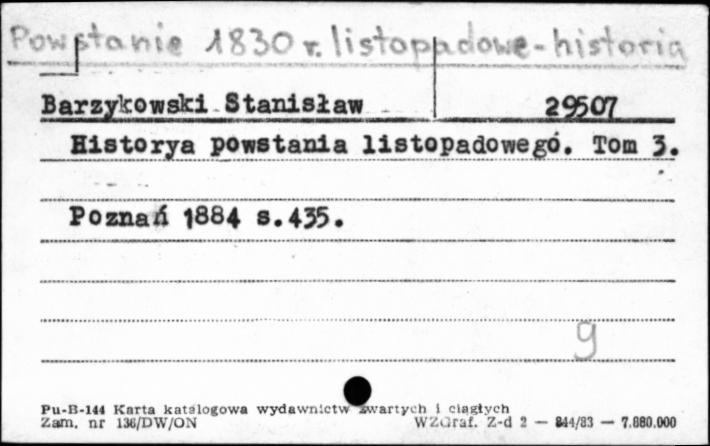 Powstanie 1830 r. listopadowe - historia
Barzykowski Stanisław 29507
Historya powstania listopadowegó. Tom 3.
Poznań 1884 s.435.
9
Pu-B-144 Karta katalogowa wydawnictw zwartych i ciągłych
Zam. nr 136/DW/ON WZGraf. Z-d 2 — 844/83 — 7.880.000